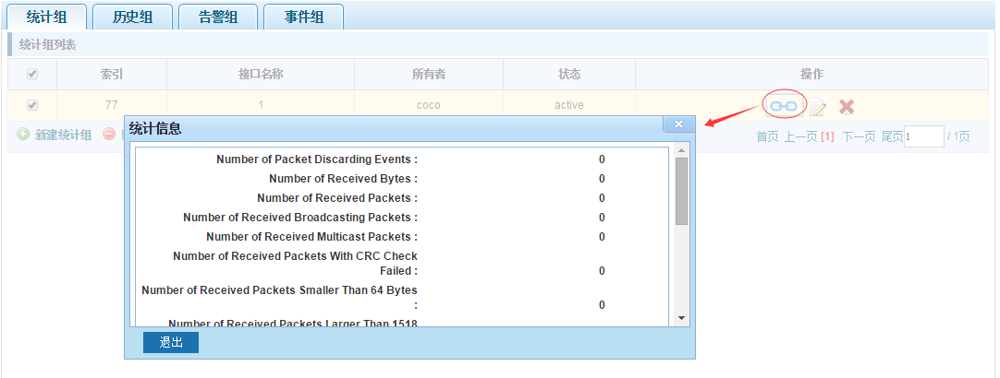 统计组 历史组 告警组 事件组
统计组列表
索引 接口名称 所有者 状态 操作
77 1 coco active
新建统计组
首页 上一页 [1] 下一页 尾页 1 / 1页
统计信息
Number of Packet Discarding Events : 0
Number of Received Bytes : 0
Number of Received Packets : 0
Number of Received Broadcasting Packets : 0
Number of Received Multicast Packets : 0
Number of Received Packets With CRC Check
Failed : 0
Number of Received Packets Smaller Than 64 Bytes
: 0
Number of Received Packets Larger Than 1518
退出